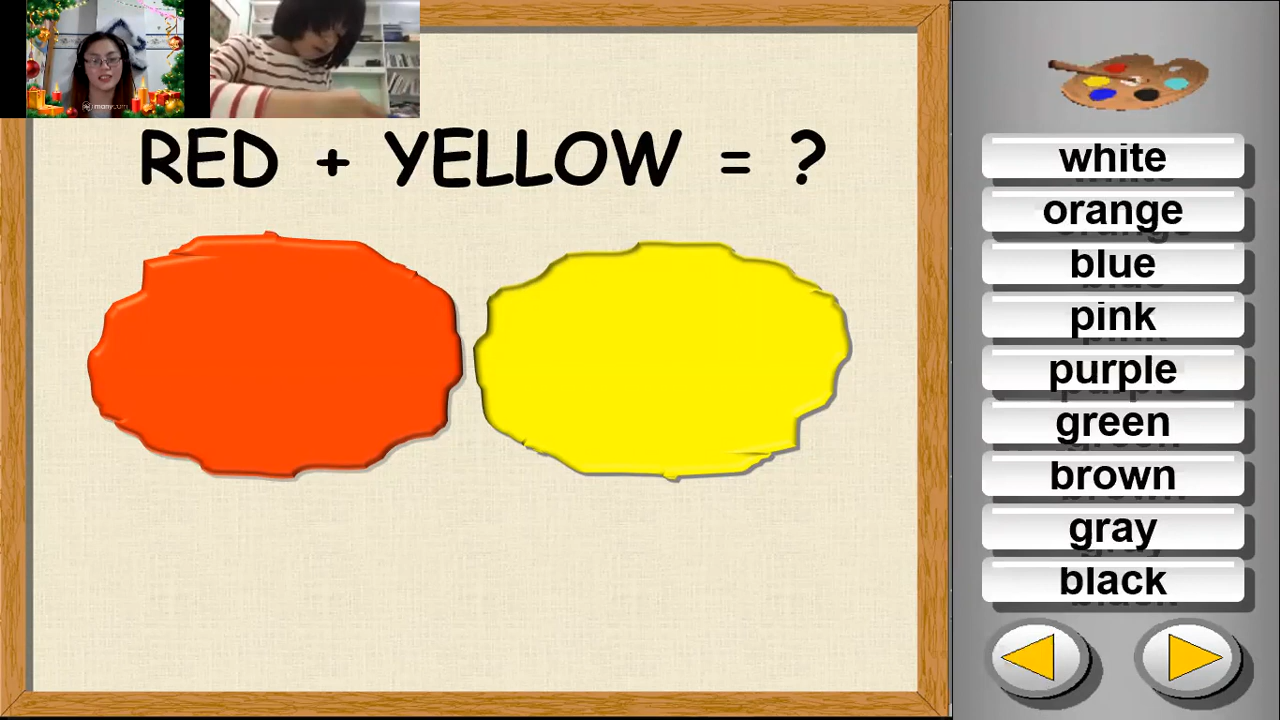 RED + YELLOW = ?
white
orange
blue
pink
purple
green
brown
gray
black